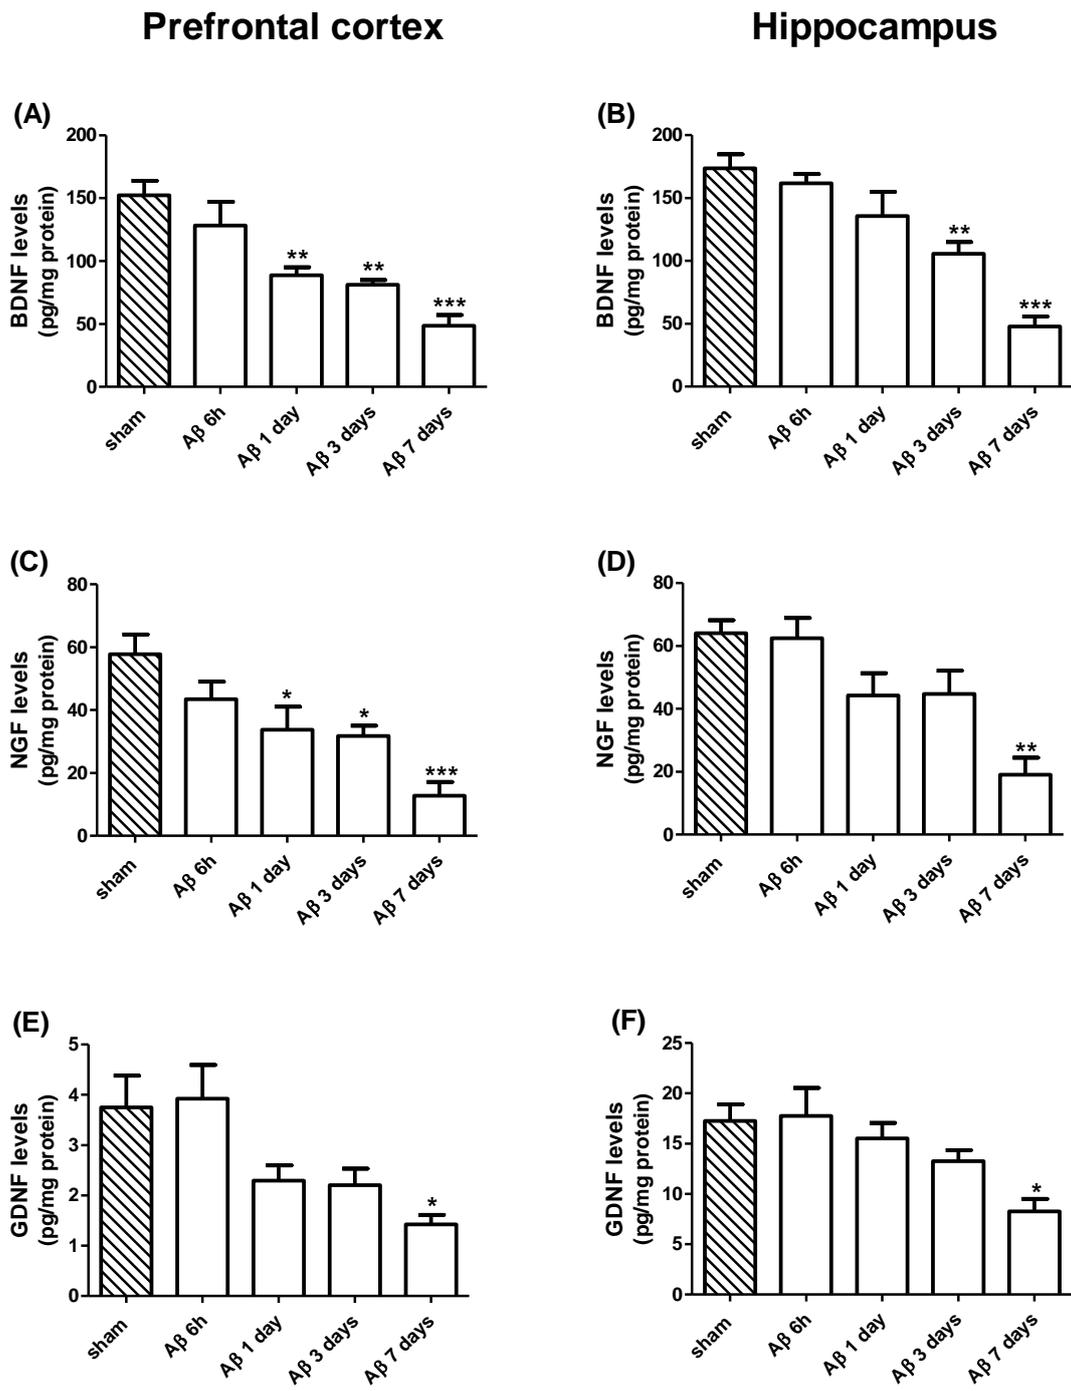 Prefrontal cortex
Hippocampus
(A)
BDNF levels
(pg/mg protein)
200
150
100
50
0
**
**
***
sham
Aβ 6h
Aβ 1 day
Aβ 3 days
Aβ 7 days
(B)
BDNF levels
(pg/mg protein)
200
150
100
50
0
**
***
sham
Aβ 6h
Aβ 1 day
Aβ 3 days
Aβ 7 days
(C)
NGF levels
(pg/mg protein)
80
60
40
20
0
*
*
***
sham
Aβ 6h
Aβ 1 day
Aβ 3 days
Aβ 7 days
(D)
NGF levels
(pg/mg protein)
80
60
40
20
0
**
sham
Aβ 6h
Aβ 1 day
Aβ 3 days
Aβ 7 days
(E)
GDNF levels
(pg/mg protein)
5
4
3
2
1
0
*
sham
Aβ 6h
Aβ 1 day
Aβ 3 days
Aβ 7 days
(F)
GDNF levels
(pg/mg protein)
25
20
15
10
5
0
*
sham
Aβ 6h
Aβ 1 day
Aβ 3 days
Aβ 7 days